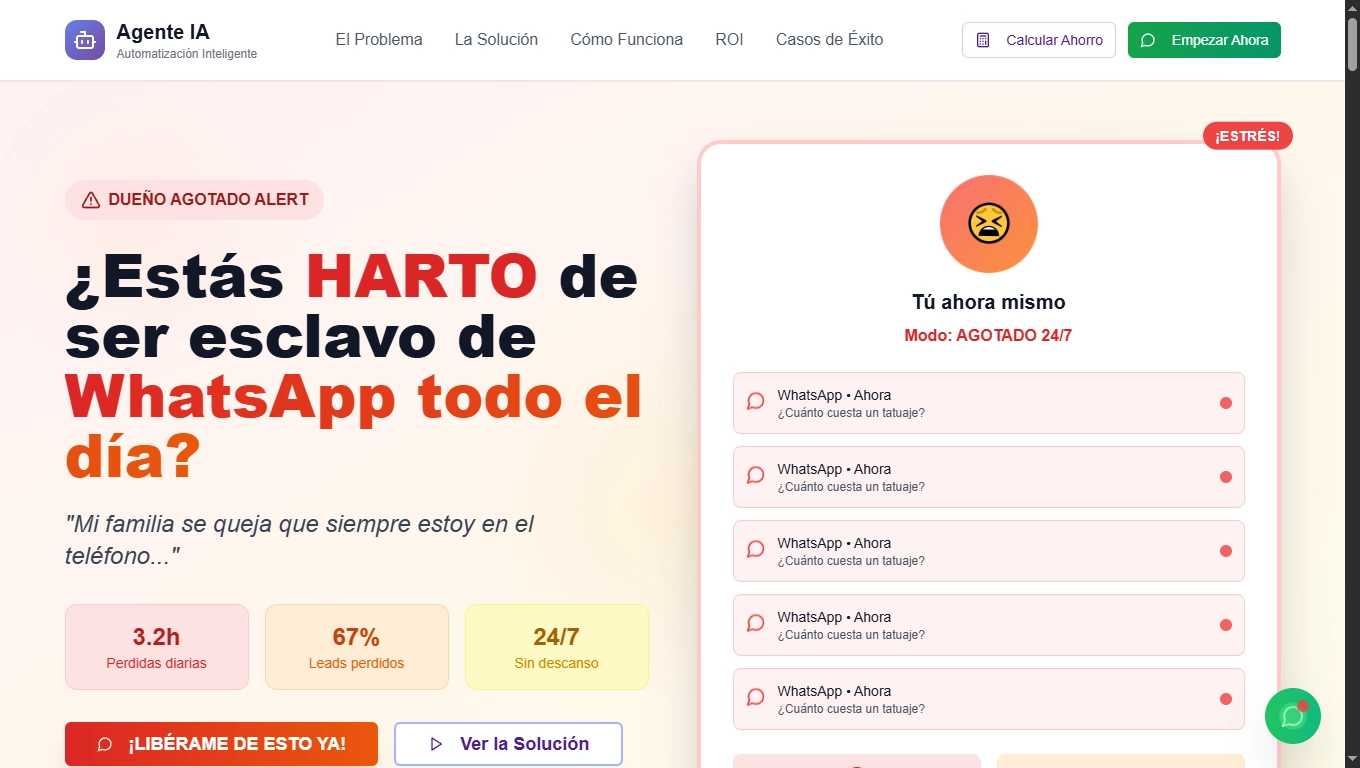 Agente IA
Automatización Inteligente
El Problema
La Solución
Cómo Funciona
ROI
Casos de Éxito
Calcular Ahorro
Empezar Ahora
DUEÑO AGOTADO ALERT
¿Estás HARTO de
ser esclavo de
WhatsApp todo el
día?
"Mi familia se queja que siempre estoy en el
teléfono..."
3.2h
Perdidas diarias
67%
Leads perdidos
24/7
Sin descanso
¡LIBÉRAME DE ESTO YA!
Ver la Solución
¡ESTRÉS!
Tú ahora mismo
Modo: AGOTADO 24/7
WhatsApp • Ahora
¿Cuánto cuesta un tatuaje?
WhatsApp • Ahora
¿Cuánto cuesta un tatuaje?
WhatsApp • Ahora
¿Cuánto cuesta un tatuaje?
WhatsApp • Ahora
¿Cuánto cuesta un tatuaje?
WhatsApp • Ahora
¿Cuánto cuesta un tatuaje?